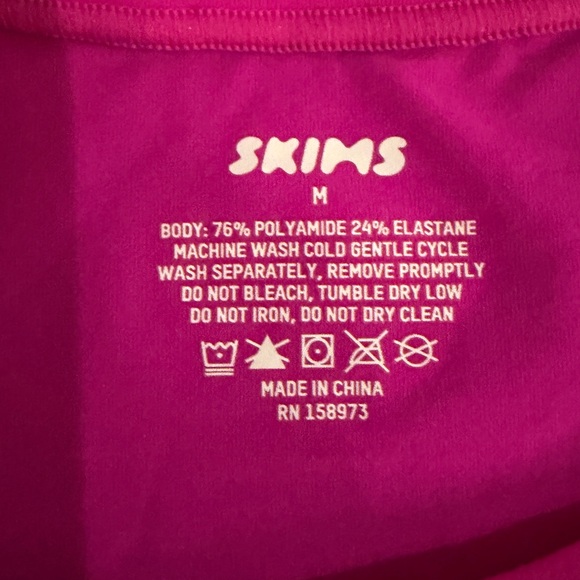 SKIMS
M
BODY: 76% POLYAMIDE 24% ELASTANE
MACHINE WASH COLD GENTLE CYCLE
WASH SEPARATELY, REMOVE PROMPTLY
DO NOT BLEACH, TUMBLE DRY LOW
DO NOT IRON, DO NOT DRY CLEAN
MADE IN CHINA
RN 158973